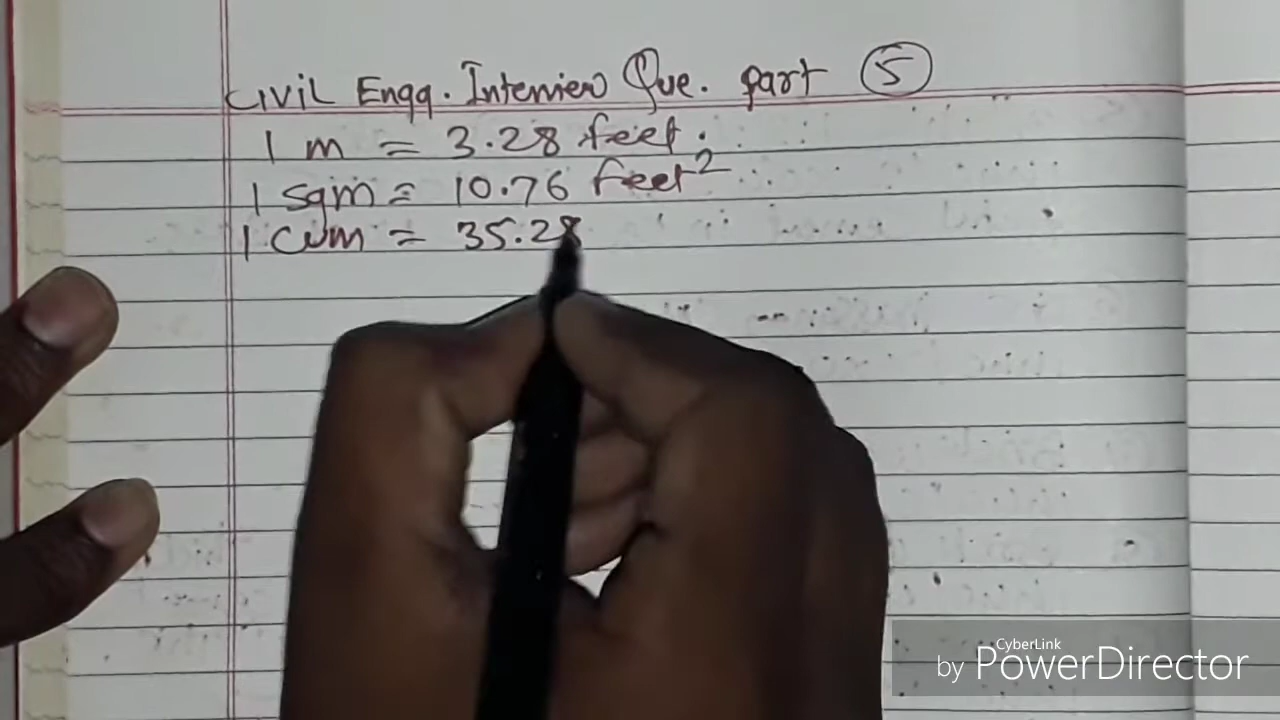 Civil Engg. Interview Que. part 5
1 m = 3.28 feet.
1 sqm = 10.76 feet²
1 cum = 35.28
CyberLink
by PowerDirector